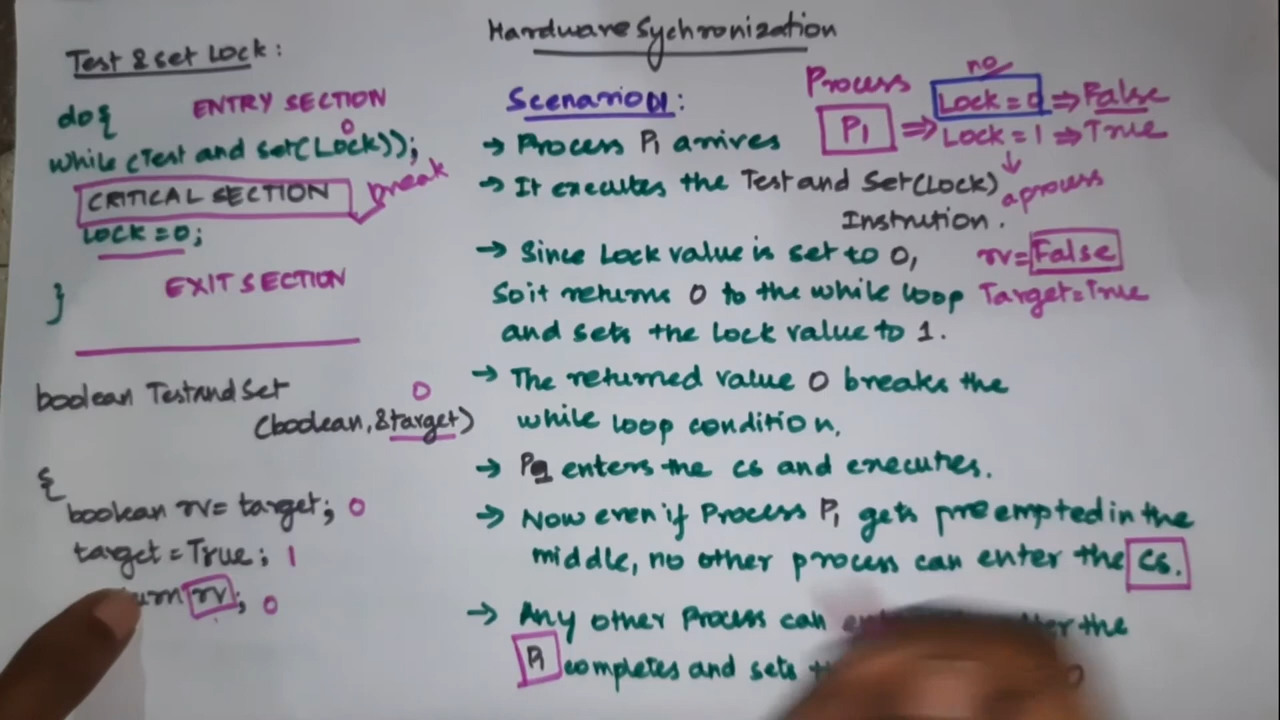 Hardware Sychronization
Test & set Lock:
do{ ENTRY SECTION
0
while (Test and set(Lock));
CRITICAL SECTION break
Lock = 0;
EXIT SECTION
}
boolean TestandSet 0
(boolean, &target)
{
boolean rv = target; 0
target = True; 1
rv; 0
Scenario 01:
→ Process P1 arrives
→ It executes the Test and Set(Lock)
Instrution.
→ Since Lock value is set to 0,
So it returns 0 to the while loop
and sets the lock value to 1.
→ The returned value 0 breaks the
while loop condition.
→ P1 enters the CS and executies.
→ Now even if Process P1 gets preempted in the
middle, no other process can enter the CS.
→ Any other Process can the
P1 completes and sets
no
Process Lock = 0 ⇒ False
P1 ⇒ Lock = 1 ⇒ True
↓
a process
rv = False
Target = True